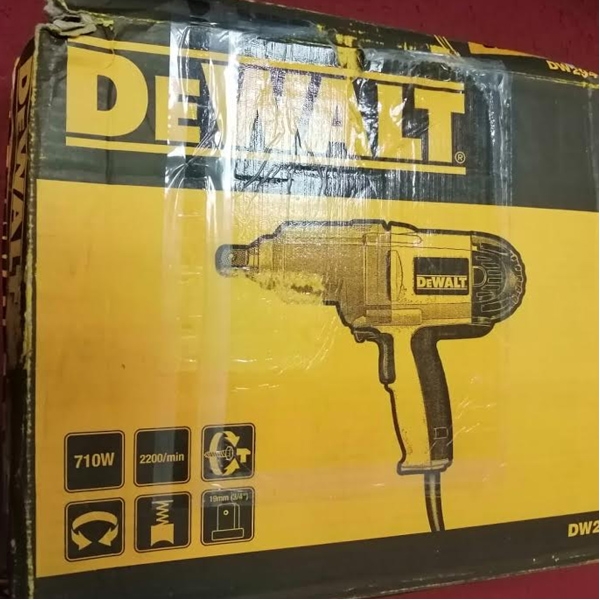 DW294
DEWALT®
DEWALT
DEWALT
710W
2200/min
T
19mm (3/4")
DW2